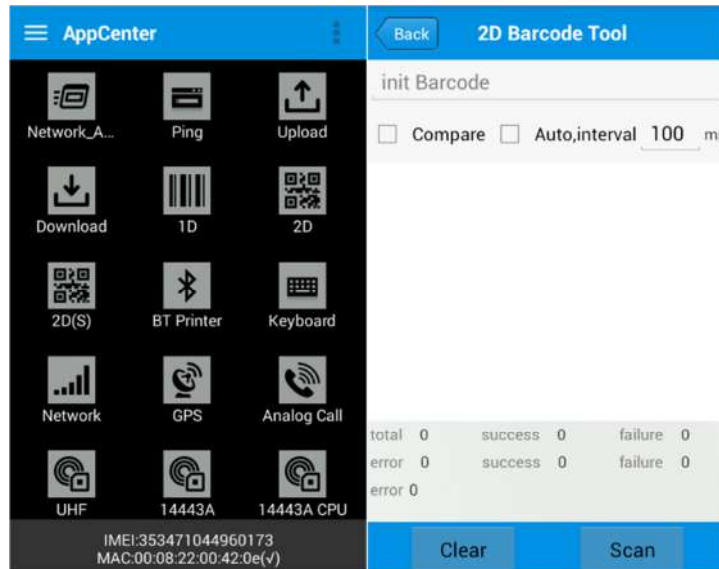 AppCenter
Network_A...
Ping
Upload
Download
1D
2D
2D(S)
BT Printer
Keyboard
Network
GPS
Analog Call
UHF
14443A
14443A CPU
IMEI:353471044960173
MAC:00:08:22:00:42:0e(√)
Back
2D Barcode Tool
init Barcode
Compare
Auto,interval 100 m
total 0 success 0 failure 0
error 0 success 0 failure 0
error 0
Clear
Scan